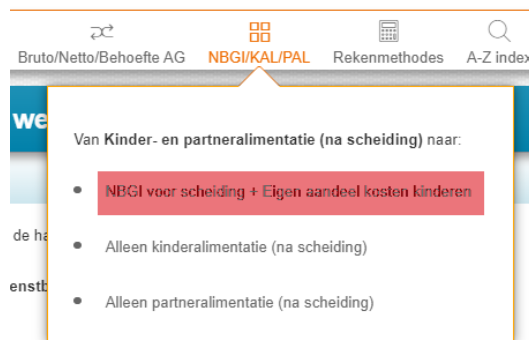 Bruto/Netto/Behoefte AG NBGI/KAL/PAL Rekenmethodes A-Z index
we
Van Kinder- en partneralimentatie (na scheiding) naar:
NBGI voor scheiding + Eigen aandeel kosten kinderen
de ha
Alleen kinderalimentatie (na scheiding)
enstb
Alleen partneralimentatie (na scheiding)